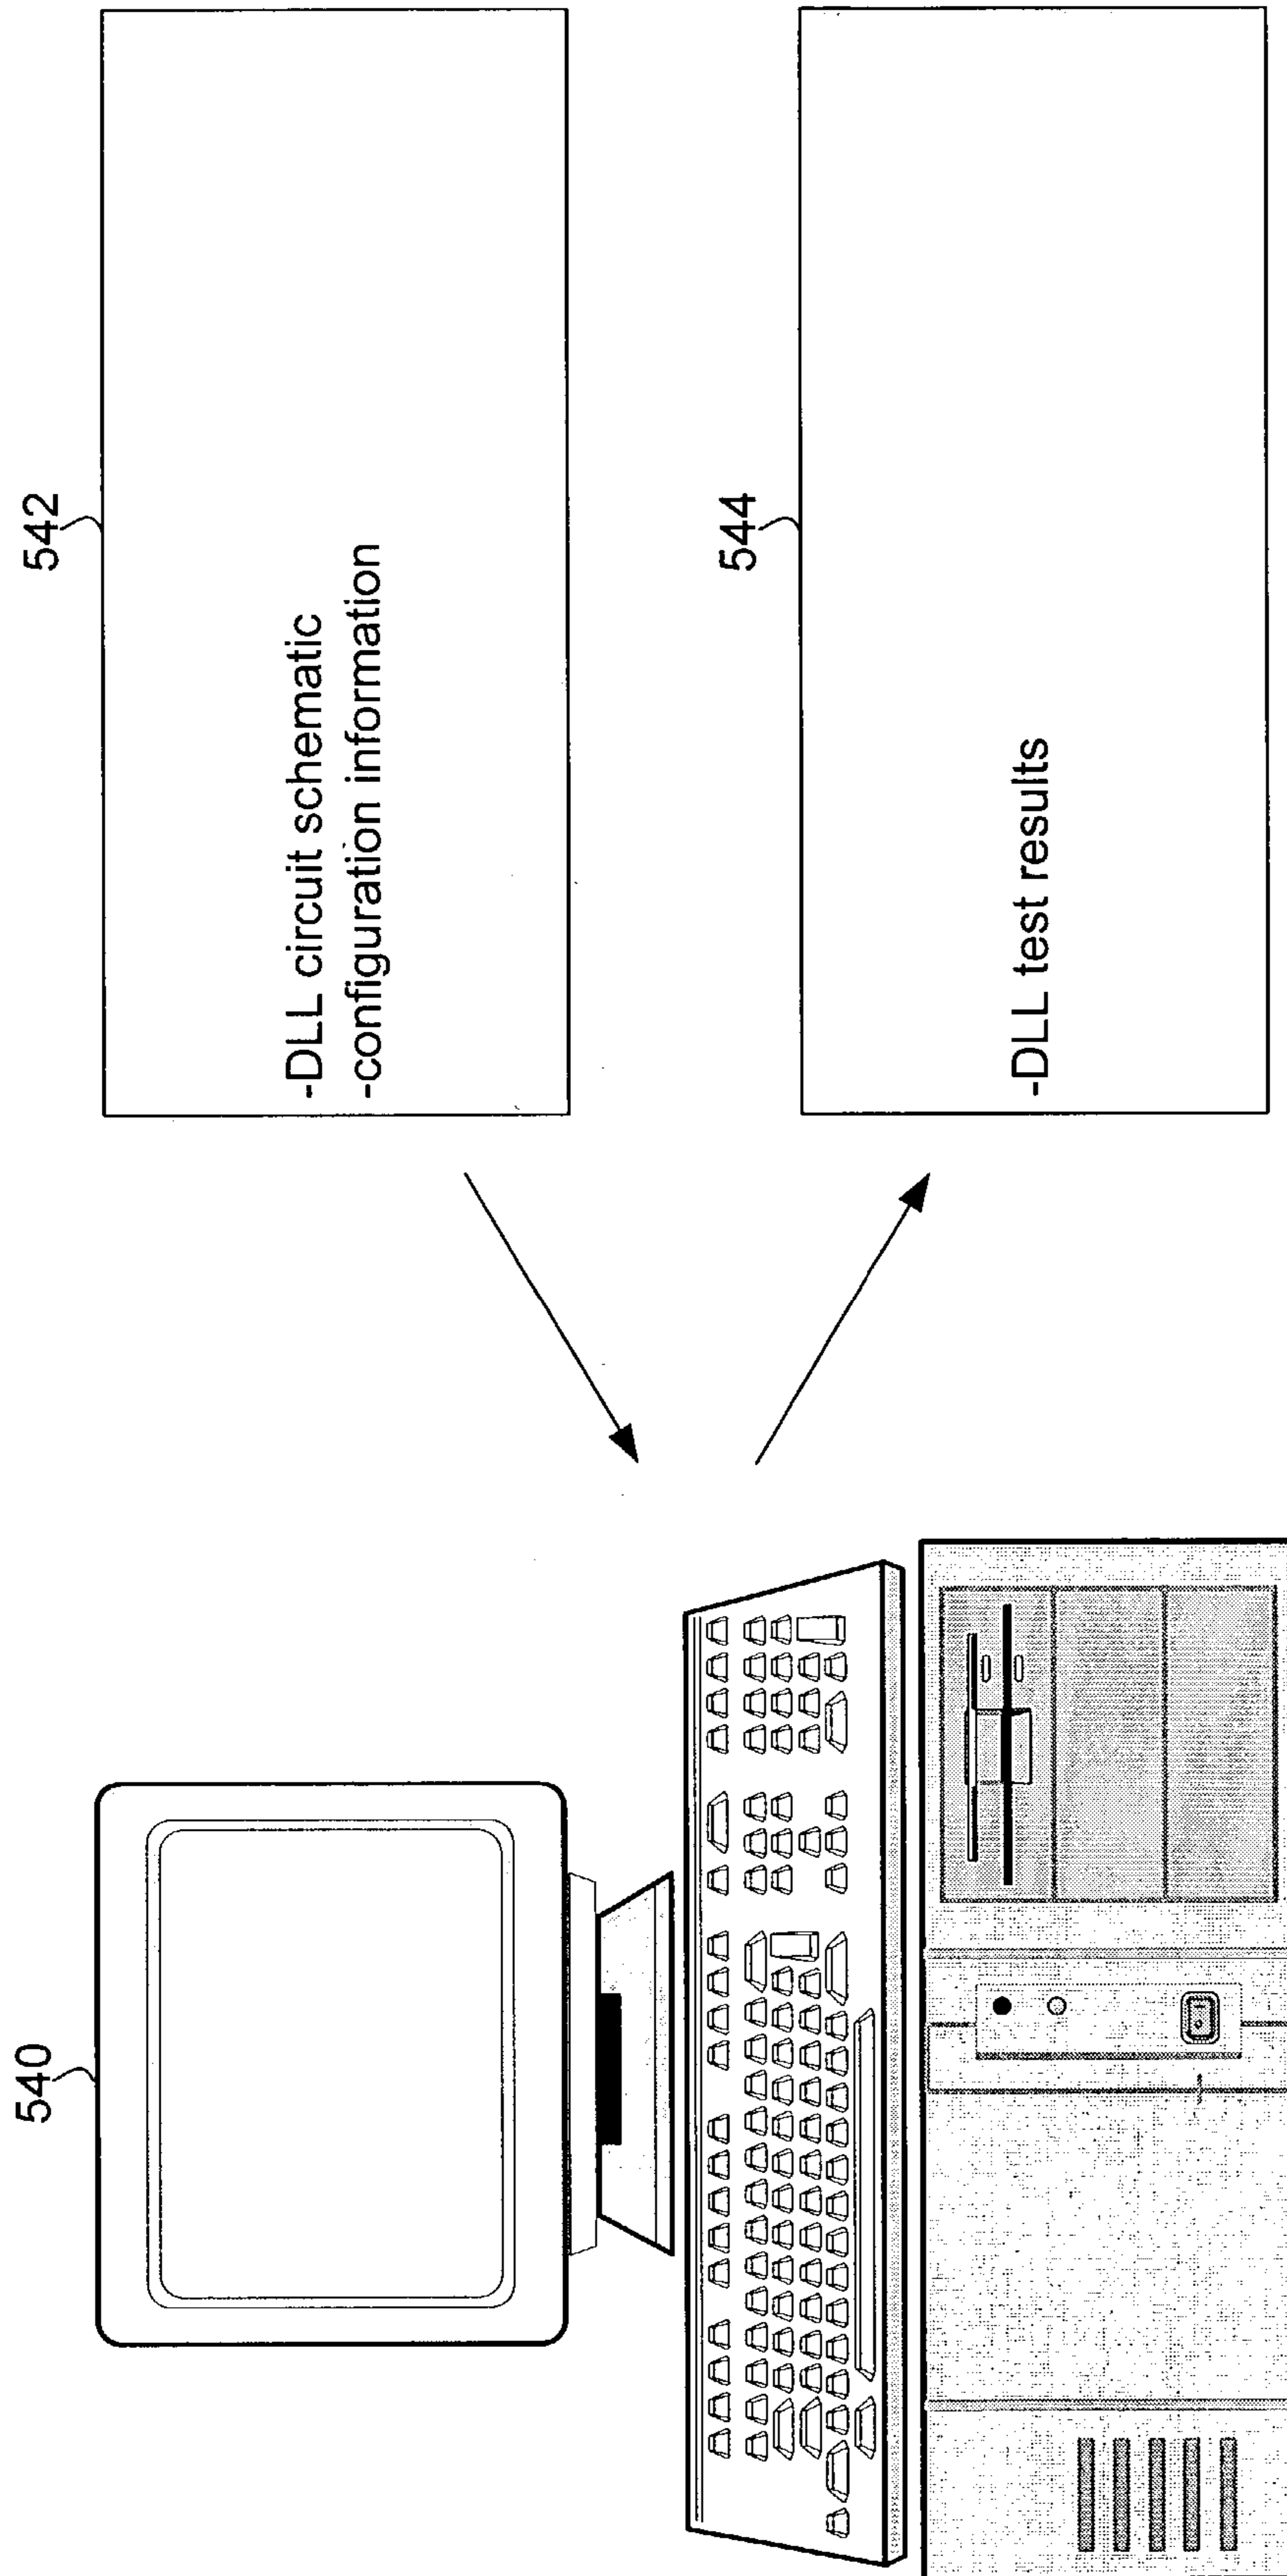 540
542
-DLL circuit schematic
-configuration information
544
-DLL test results